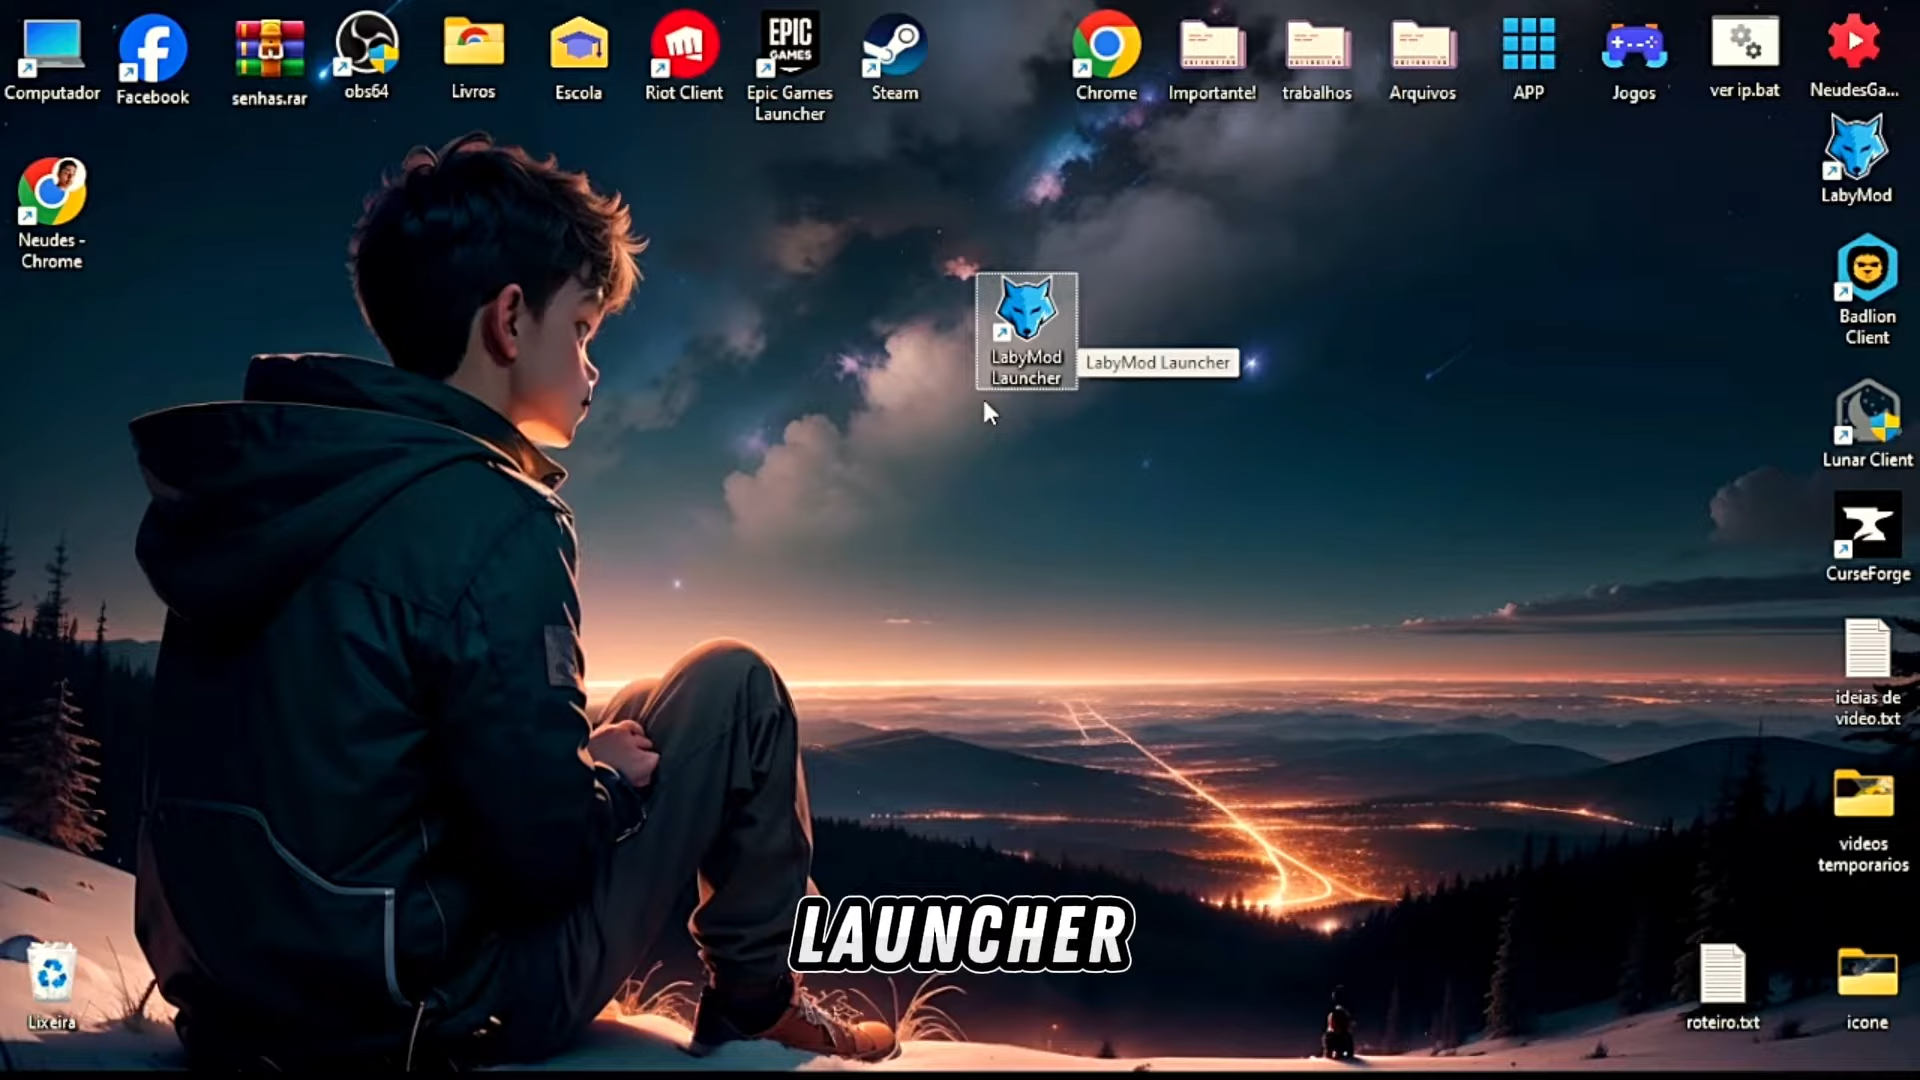 Computador
Facebook
senhas.rar
obs64
Livros
Escola
Riot Client
EPIC
GAMES
Epic Games
Launcher
Steam
Chrome
Importante!
trabalhos
Arquivos
APP
Jogos
ver ip.bat
NeudesGa...
Neudes -
Chrome
LabyMod
Badlion
Client
LabyMod
Launcher
LabyMod Launcher
Lunar Client
CurseForge
ideias de
video.txt
videos
temporarios
LAUNCHER
Lixeira
roteiro.txt
icone